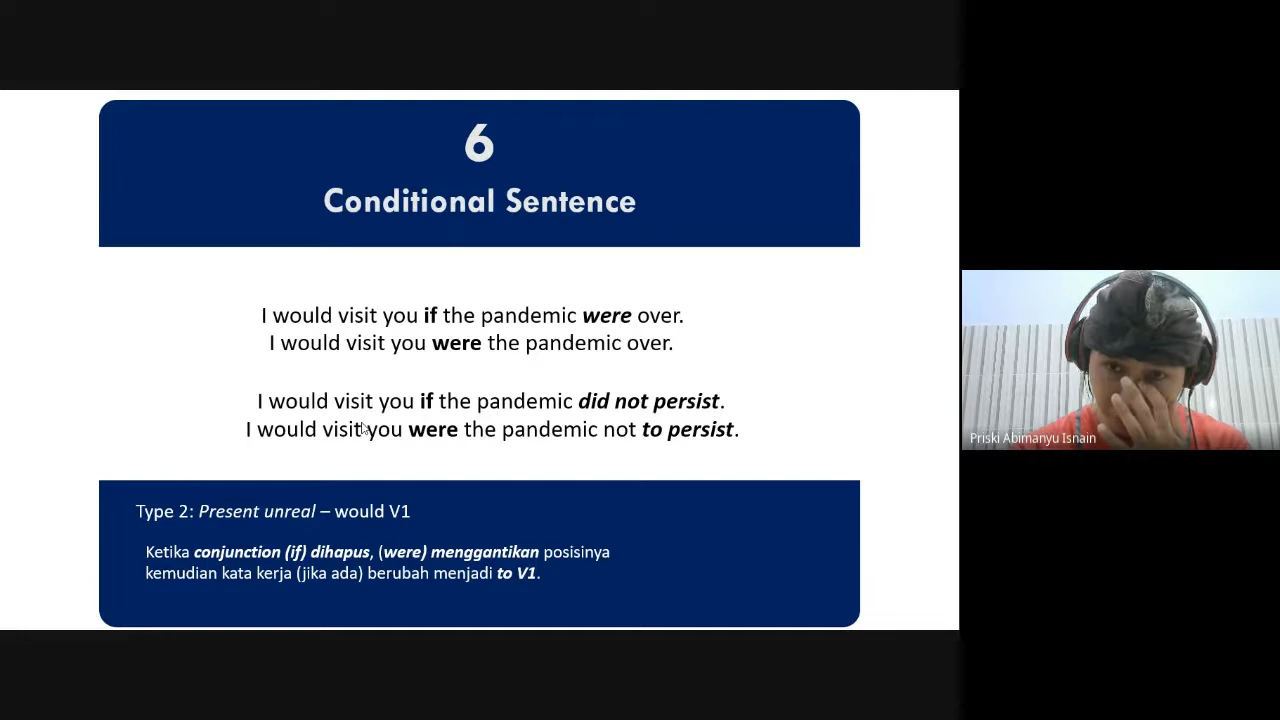 6
Conditional Sentence
I would visit you if the pandemic were over.
I would visit you were the pandemic over.
I would visit you if the pandemic did not persist.
I would visit you were the pandemic not to persist.
Type 2: Present unreal – would V1
Ketika conjunction (if) dihapus, (were) menggantikan posisinya
kemudian kata kerja (jika ada) berubah menjadi to V1.
Priski Abimanyu Isnain